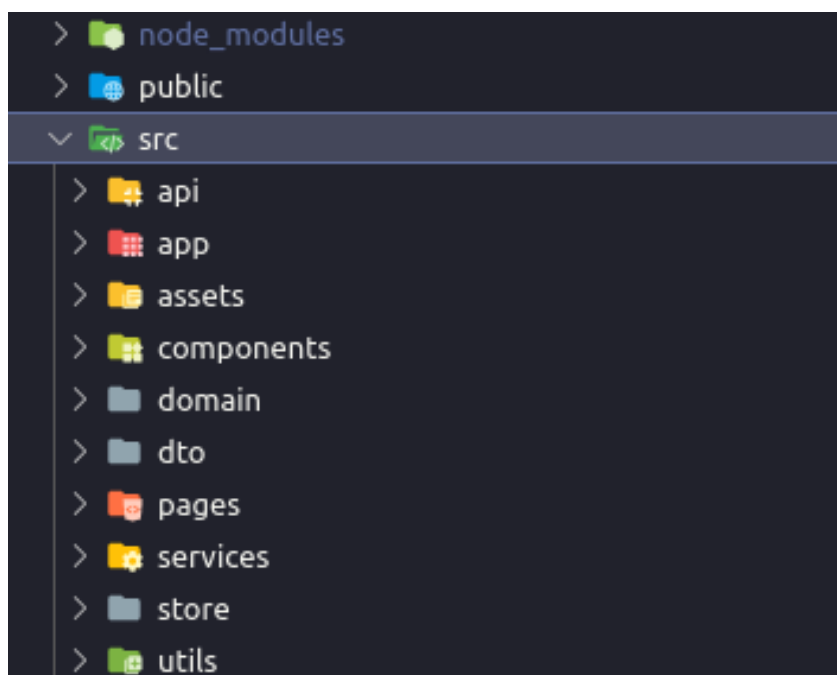 node_modules
public
src
api
app
assets
components
domain
dto
pages
services
store
utils